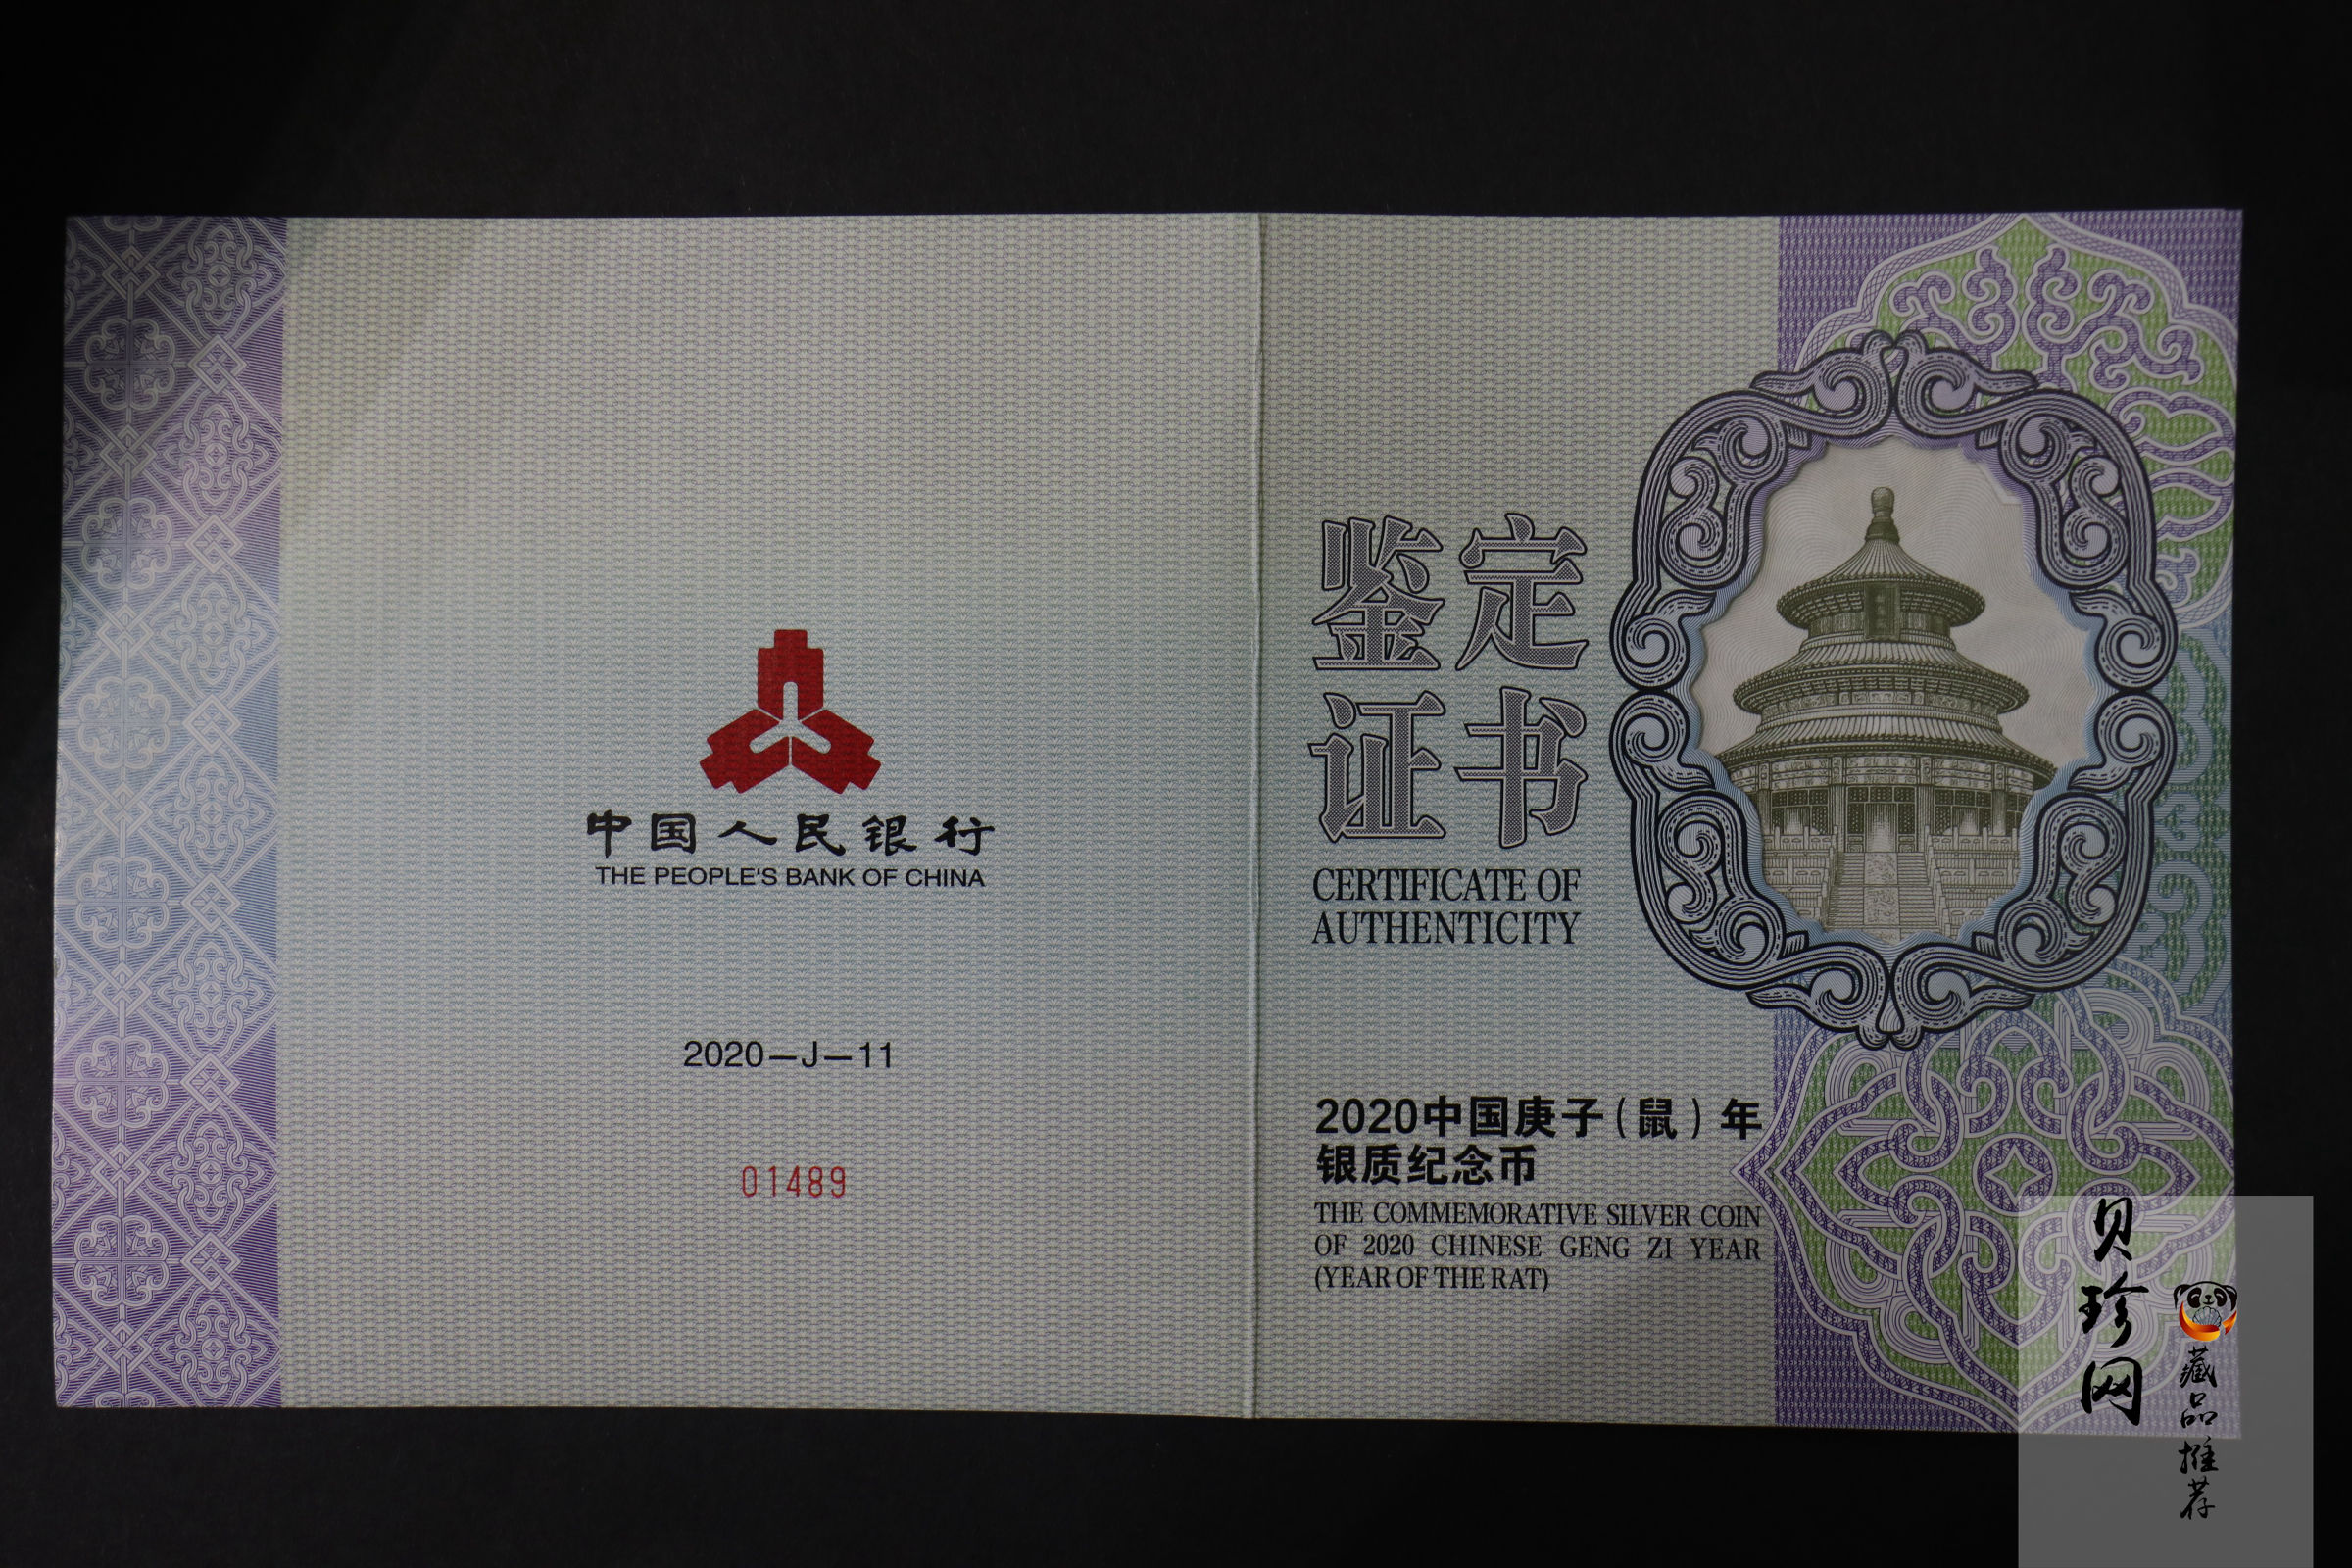 中国人民银行
THE PEOPLE'S BANK OF CHINA
2020—J—11
01489
鉴定
证书
CERTIFICATE OF
AUTHENTICITY
2020中国庚子(鼠)年
银质纪念币
THE COMMEMORATIVE SILVER COIN
OF 2020 CHINESE GENG ZI YEAR
(YEAR OF THE RAT)
贝珍网
藏品推荐